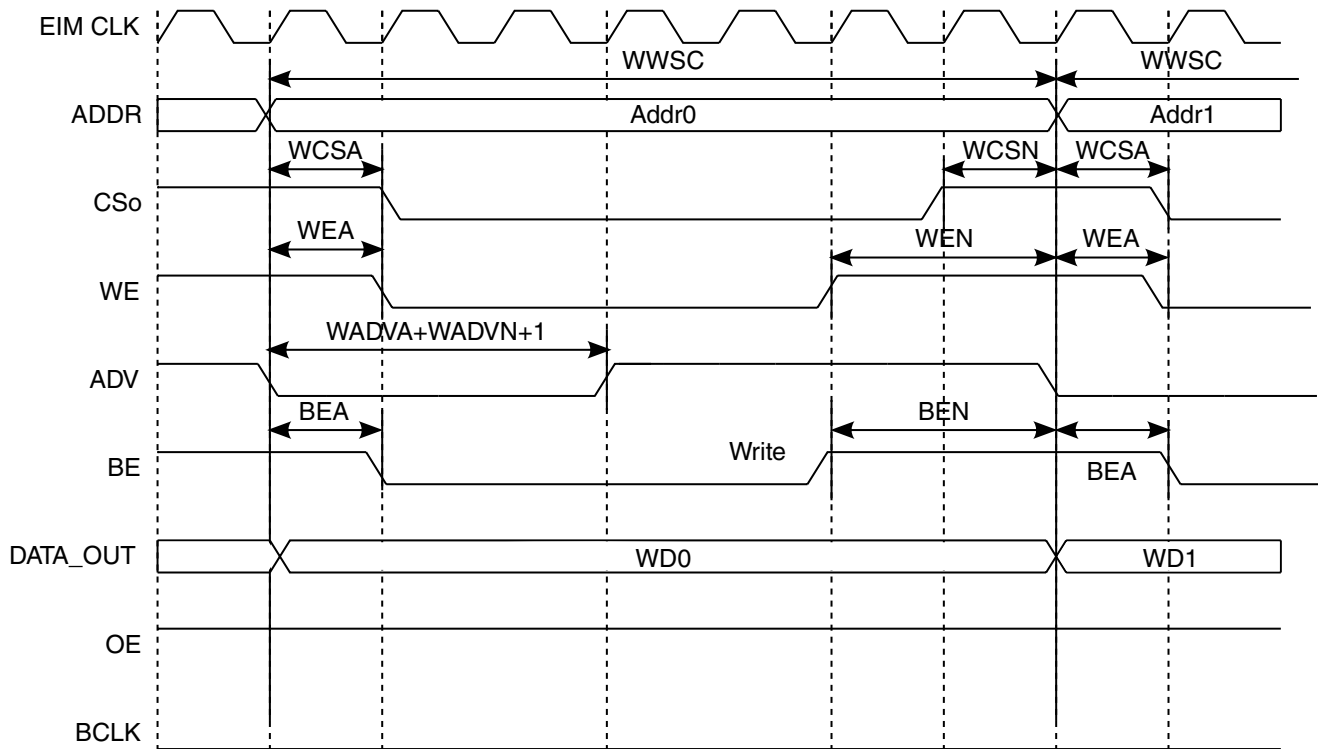 EIM CLK
WWSC WWSC
ADDR Addr0 Addr1
WCSA WCSN WCSA
CSo
WEA WEN WEA
WE
WADVA+WADVN+1
ADV
BEA BEN
BE Write BEA
DATA_OUT WD0 WD1
OE
BCLK